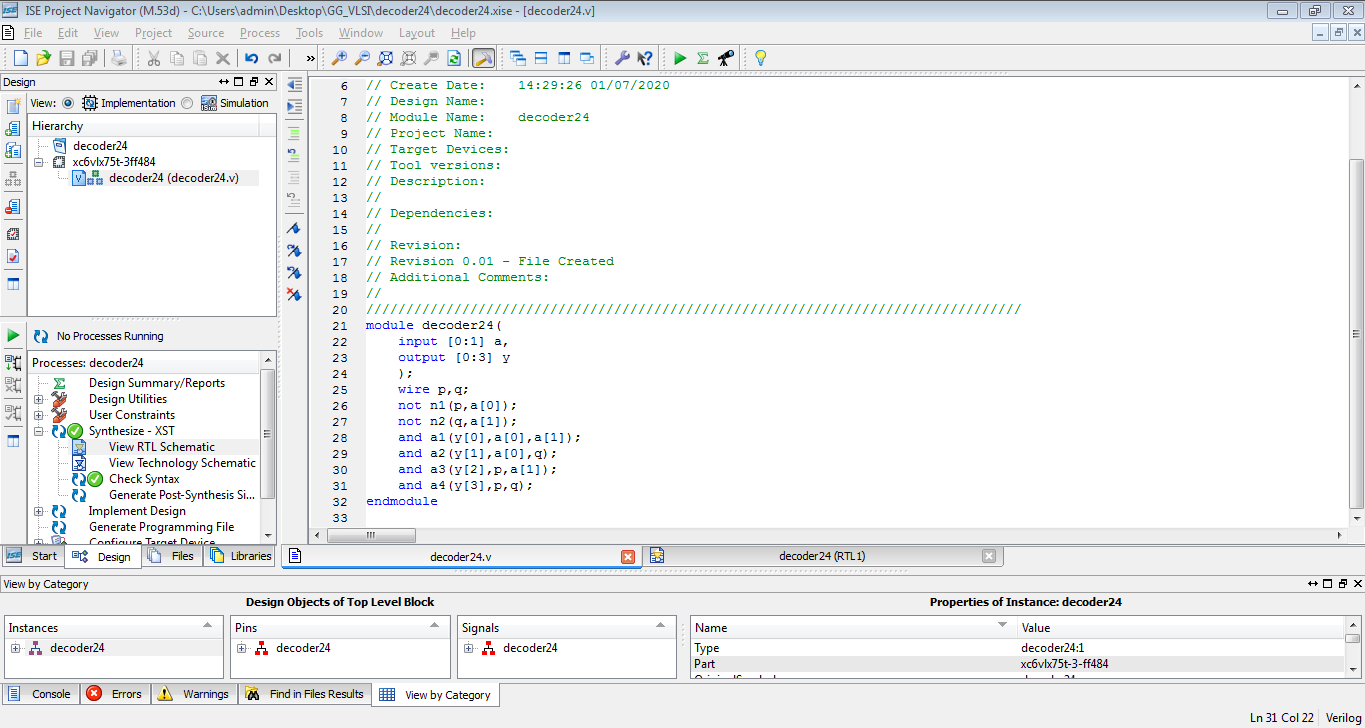 ISE Project Navigator (M.53d) - C:\Users\admin\Desktop\GG_VLSI\decoder24\decoder24.xise - [decoder24.v]
File Edit View Project Source Process Tools Window Layout Help
Design
View: Implementation Simulation
Hierarchy
decoder24
xc6vlx75t-3ff484
decoder24 (decoder24.v)
No Processes Running
Processes: decoder24
Design Summary/Reports
Design Utilities
User Constraints
Synthesize - XST
View RTL Schematic
View Technology Schematic
Check Syntax
Generate Post-Synthesis Si...
Implement Design
Generate Programming File
Configure Target Device
Start Design Files Libraries
6 // Create Date:    14:29:26 01/07/2020
7 // Design Name:
8 // Module Name:    decoder24
9 // Project Name:
10 // Target Devices:
11 // Tool versions:
12 // Description:
13 //
14 // Dependencies:
15 //
16 // Revision:
17 // Revision 0.01 - File Created
18 // Additional Comments:
19 //
20 //////////////////////////////////////////////////////////////////////////////////
21 module decoder24(
22     input [0:1] a,
23     output [0:3] y
24     );
25     wire p,q;
26     not n1(p,a[0]);
27     not n2(q,a[1]);
28     and a1(y[0],a[0],a[1]);
29     and a2(y[1],a[0],q);
30     and a3(y[2],p,a[1]);
31     and a4(y[3],p,q);
32 endmodule
33
decoder24.v decoder24 (RTL1)
View by Category
Design Objects of Top Level Block
Instances Pins Signals
decoder24 decoder24 decoder24
Properties of Instance: decoder24
Name Value
Type decoder24:1
Part xc6vlx75t-3-ff484
Console Errors Warnings Find in Files Results View by Category
Ln 31 Col 22 Verilog